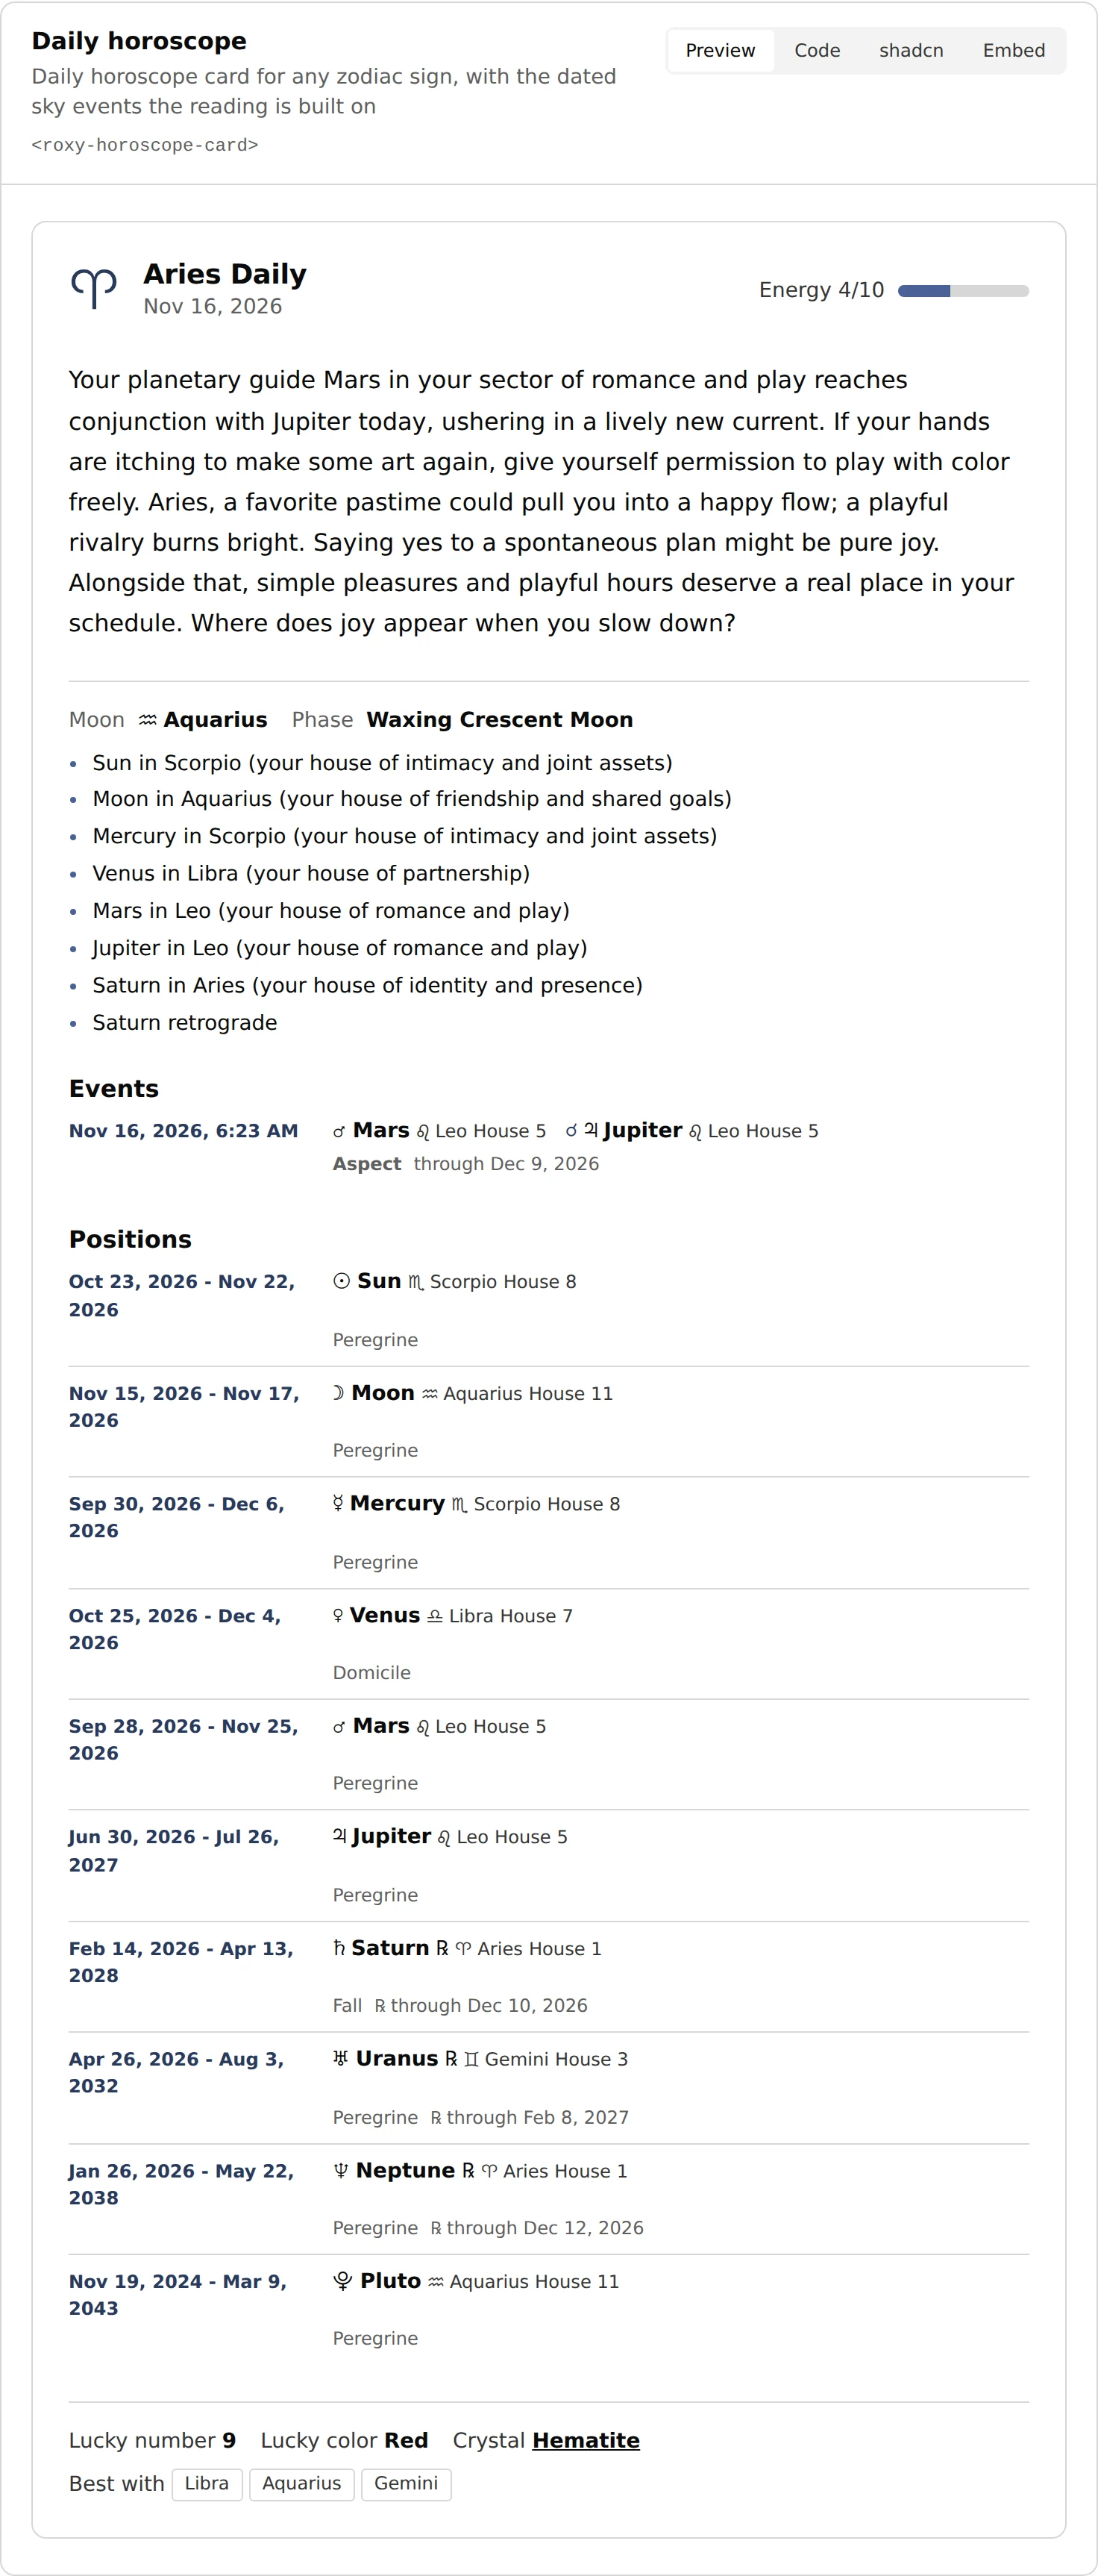 Daily horoscope
Preview Code shadcn Embed
Daily horoscope card for any zodiac sign, with the dated
sky events the reading is built on
<roxy-horoscope-card>
♈ Aries Daily
Nov 16, 2026
Energy 4/10
Your planetary guide Mars in your sector of romance and play reaches
conjunction with Jupiter today, ushering in a lively new current. If your hands
are itching to make some art again, give yourself permission to play with color
freely. Aries, a favorite pastime could pull you into a happy flow; a playful
rivalry burns bright. Saying yes to a spontaneous plan might be pure joy.
Alongside that, simple pleasures and playful hours deserve a real place in your
schedule. Where does joy appear when you slow down?
Moon ♒ Aquarius Phase Waxing Crescent Moon
• Sun in Scorpio (your house of intimacy and joint assets)
• Moon in Aquarius (your house of friendship and shared goals)
• Mercury in Scorpio (your house of intimacy and joint assets)
• Venus in Libra (your house of partnership)
• Mars in Leo (your house of romance and play)
• Jupiter in Leo (your house of romance and play)
• Saturn in Aries (your house of identity and presence)
• Saturn retrograde
Events
Nov 16, 2026, 6:23 AM ♂ Mars ♌ Leo House 5 ☌ ♃ Jupiter ♌ Leo House 5
Aspect through Dec 9, 2026
Positions
Oct 23, 2026 - Nov 22, 2026
☉ Sun ♏ Scorpio House 8
Peregrine
Nov 15, 2026 - Nov 17, 2026
☽ Moon ♒ Aquarius House 11
Peregrine
Sep 30, 2026 - Dec 6, 2026
☿ Mercury ♏ Scorpio House 8
Peregrine
Oct 25, 2026 - Dec 4, 2026
♀ Venus ♎ Libra House 7
Domicile
Sep 28, 2026 - Nov 25, 2026
♂ Mars ♌ Leo House 5
Peregrine
Jun 30, 2026 - Jul 26, 2027
♃ Jupiter ♌ Leo House 5
Peregrine
Feb 14, 2026 - Apr 13, 2028
♄ Saturn ℞ ♈ Aries House 1
Fall ℞ through Dec 10, 2026
Apr 26, 2026 - Aug 3, 2032
♅ Uranus ℞ ♊ Gemini House 3
Peregrine ℞ through Feb 8, 2027
Jan 26, 2026 - May 22, 2038
♆ Neptune ℞ ♈ Aries House 1
Peregrine ℞ through Dec 12, 2026
Nov 19, 2024 - Mar 9, 2043
♇ Pluto ♒ Aquarius House 11
Peregrine
Lucky number 9 Lucky color Red Crystal Hematite
Best with Libra Aquarius Gemini